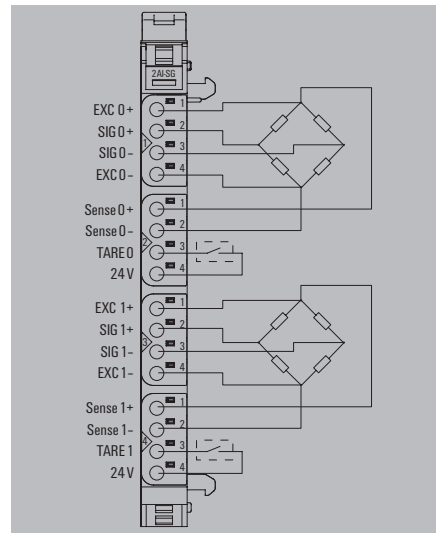 2AI-SG
EXC 0+ 1
SIG 0+ 2
SIG 0– 3
EXC 0– 4
1
Sense 0+ 1
Sense 0– 2
TARE 0 3
24 V 4
2
EXC 1+ 1
SIG 1+ 2
SIG 1– 3
EXC 1– 4
3
Sense 1+ 1
Sense 1– 2
TARE 1 3
24 V 4
4